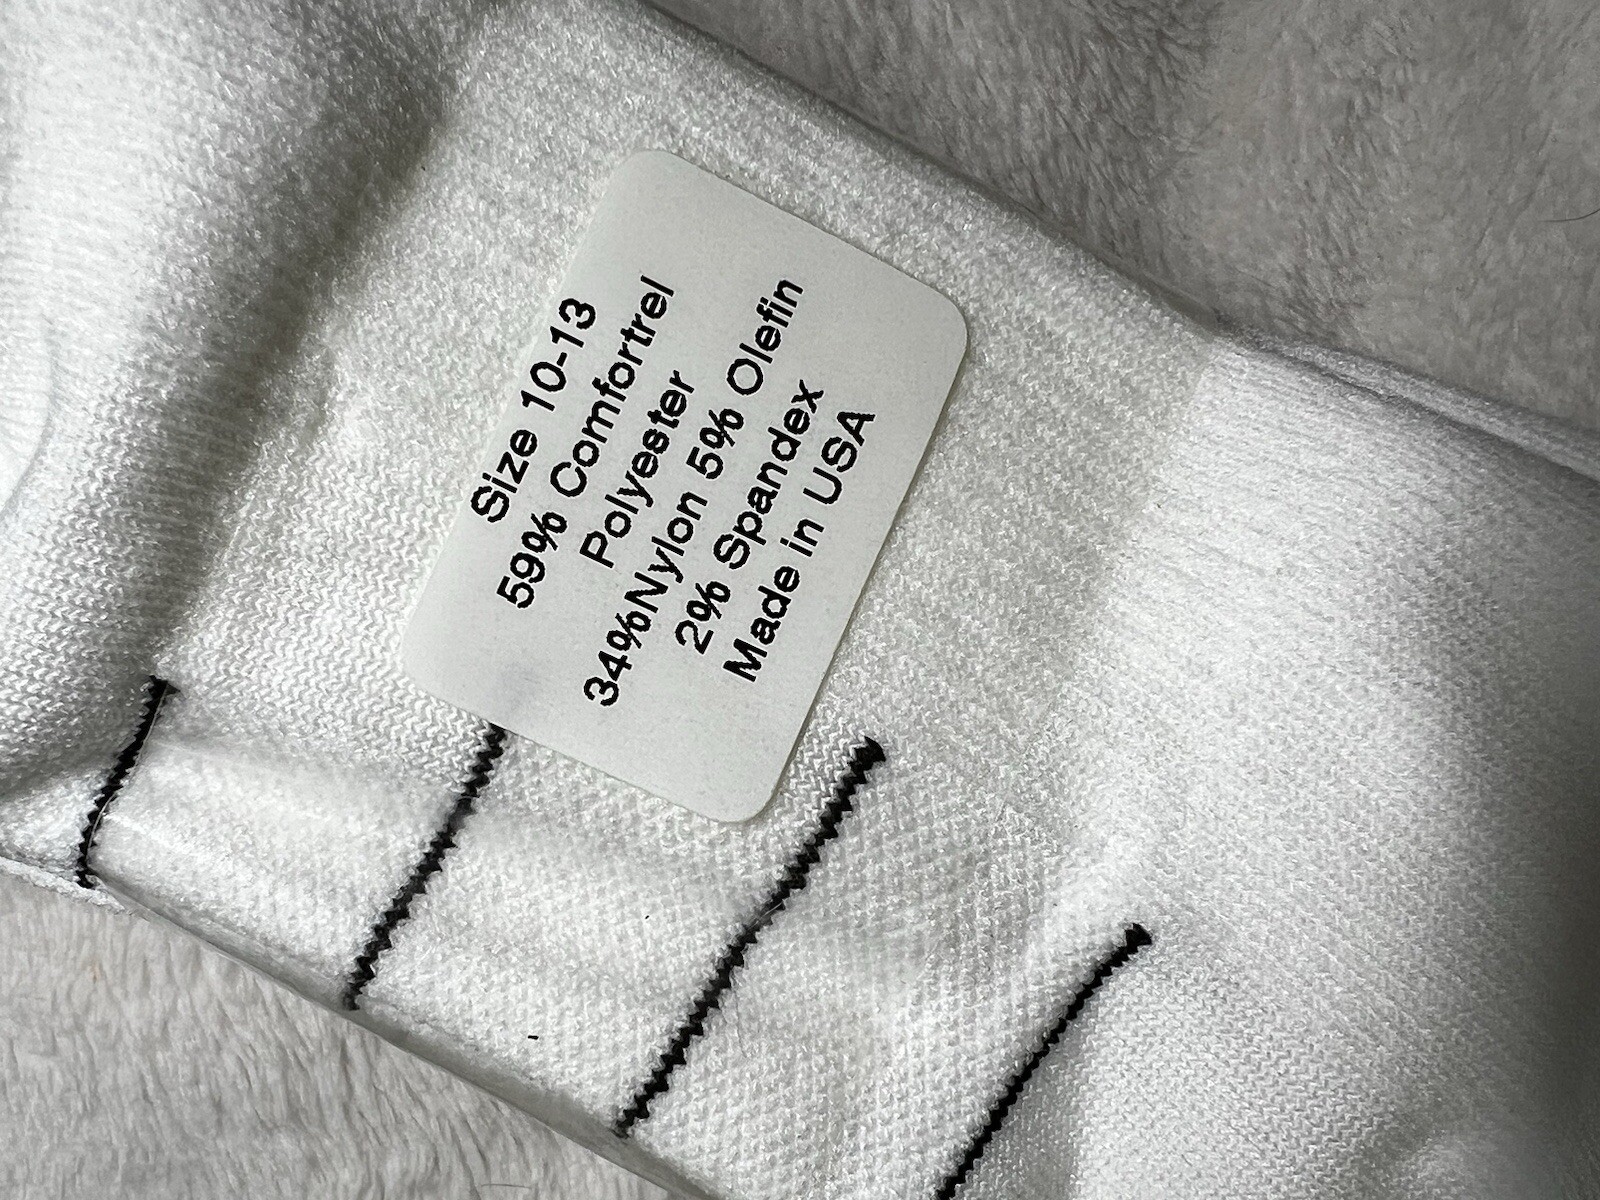 Size 10-13
59% Comfortrel
Polyester
34%Nylon 5% Olefin
2% Spandex
Made in USA